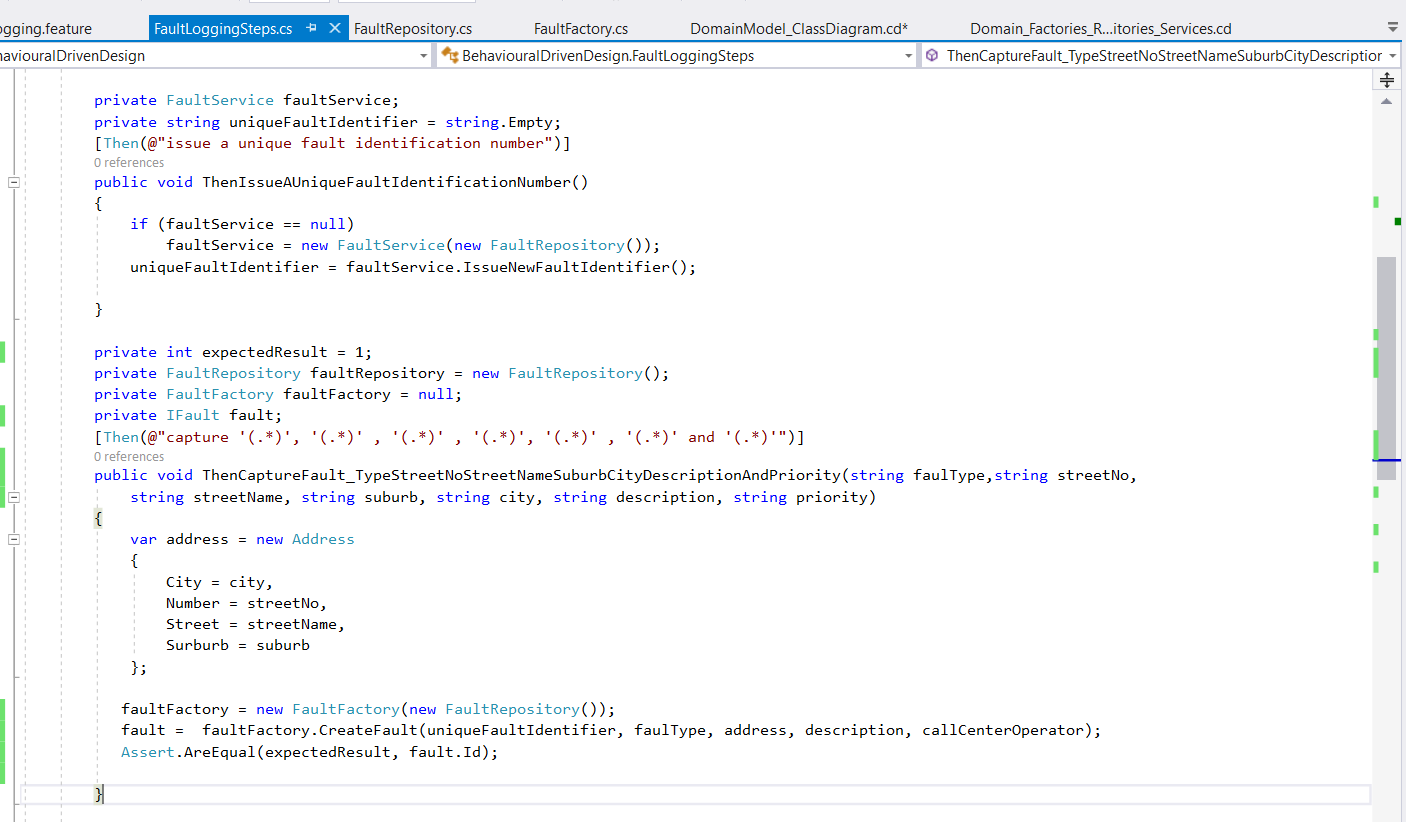 ogging.feature FaultLoggingSteps.cs FaultRepository.cs FaultFactory.cs DomainModel_ClassDiagram.cd* Domain_Factories_R...itories_Services.cd
haviouralDrivenDesign BehaviouralDrivenDesign.FaultLoggingSteps ThenCaptureFault_TypeStreetNoStreetNameSuburbCityDescription
private FaultService faultService;
private string uniqueFaultIdentifier = string.Empty;
[Then(@"issue a unique fault identification number")]
0 references
public void ThenIssueAUniqueFaultIdentificationNumber()
{
if (faultService == null)
faultService = new FaultService(new FaultRepository());
uniqueFaultIdentifier = faultService.IssueNewFaultIdentifier();
}
private int expectedResult = 1;
private FaultRepository faultRepository = new FaultRepository();
private FaultFactory faultFactory = null;
private IFault fault;
[Then(@"capture '(.*)', '(.*)' , '(.*)' , '(.*)', '(.*)' , '(.*)' and '(.*)'")]
0 references
public void ThenCaptureFault_TypeStreetNoStreetNameSuburbCityDescriptionAndPriority(string faulType,string streetNo,
string streetName, string suburb, string city, string description, string priority)
{
var address = new Address
{
City = city,
Number = streetNo,
Street = streetName,
Surburb = suburb
};
faultFactory = new FaultFactory(new FaultRepository());
fault =  faultFactory.CreateFault(uniqueFaultIdentifier, faulType, address, description, callCenterOperator);
Assert.AreEqual(expectedResult, fault.Id);
}